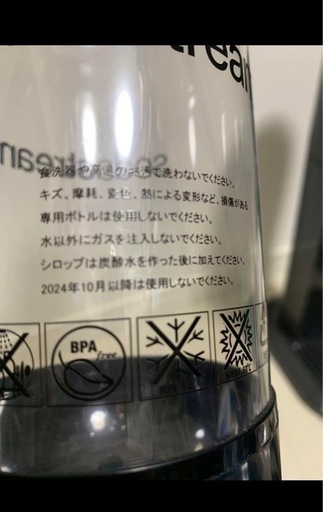 tream
食洗器や高温のお湯で洗わないでください。
キズ、摩耗、変色、熱による変形など、損傷がある
専用ボトルは使用しないでください。
水以外にガスを注入しないでください。
シロップは炭酸水を作った後に加えてください。
2024年10月以降は使用しないでください。
BPA
free